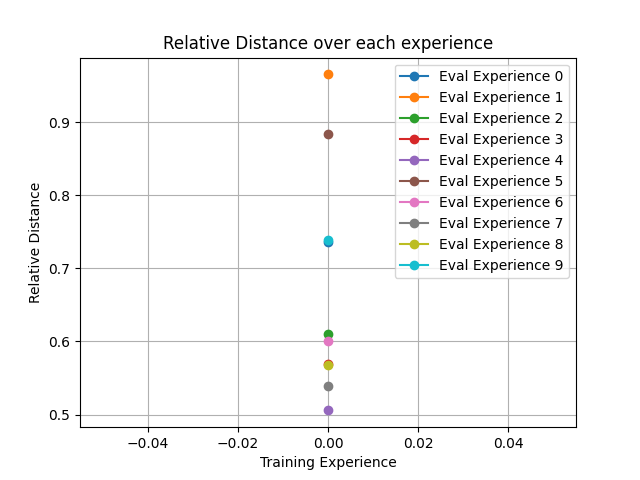 Relative Distance over each experience
Relative Distance
0.9
0.8
0.7
0.6
0.5
Eval Experience 0
Eval Experience 1
Eval Experience 2
Eval Experience 3
Eval Experience 4
Eval Experience 5
Eval Experience 6
Eval Experience 7
Eval Experience 8
Eval Experience 9
−0.04
−0.02
0.00
0.02
0.04
Training Experience